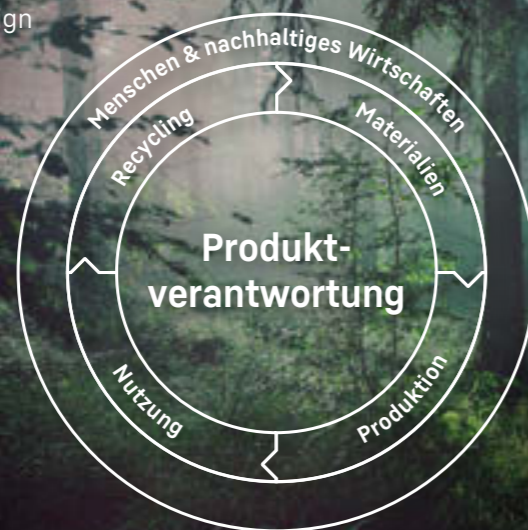 gn
Menschen & nachhaltiges Wirtschaften
Recycling
Materialien
Produkt-
verantwortung
Nutzung
Produktion